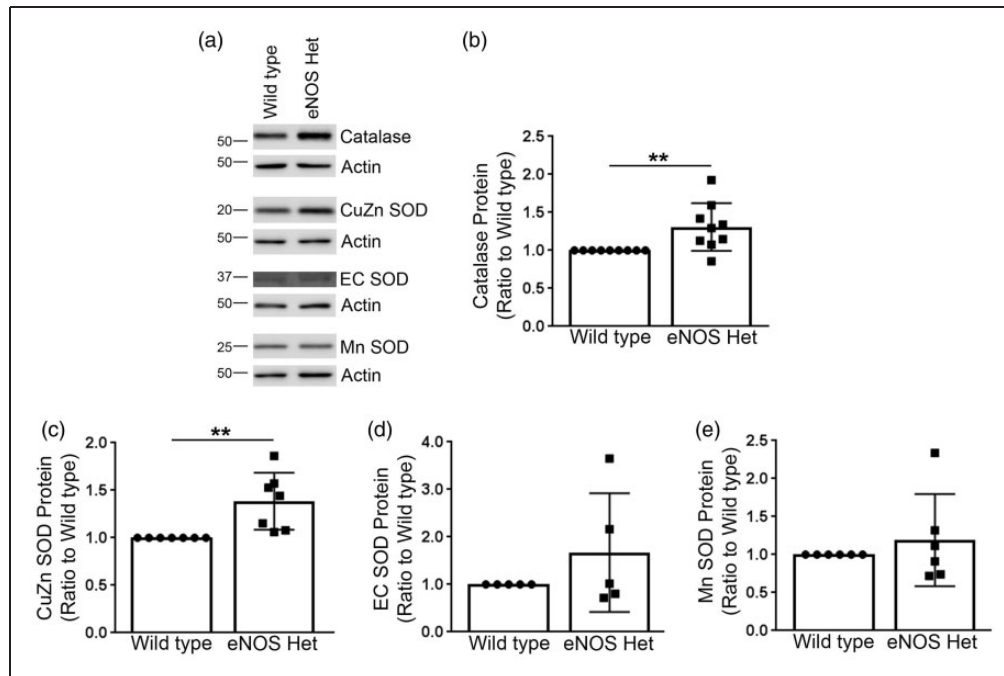 (a)
Wild type
eNOS Het
50
Catalase
50
Actin
20
CuZn SOD
50
Actin
37
EC SOD
50
Actin
25
Mn SOD
50
Actin
(b)
Catalase Protein
(Ratio to Wild type)
2.5
2.0
1.5
1.0
0.5
0.0
**
Wild type
eNOS Het
(c)
CuZn SOD Protein
(Ratio to Wild type)
2.0
1.5
1.0
0.5
0.0
**
Wild type
eNOS Het
(d)
EC SOD Protein
(Ratio to Wild type)
4.0
3.0
2.0
1.0
0.0
Wild type
eNOS Het
(e)
Mn SOD Protein
(Ratio to Wild type)
2.5
2.0
1.5
1.0
0.5
0.0
Wild type
eNOS Het